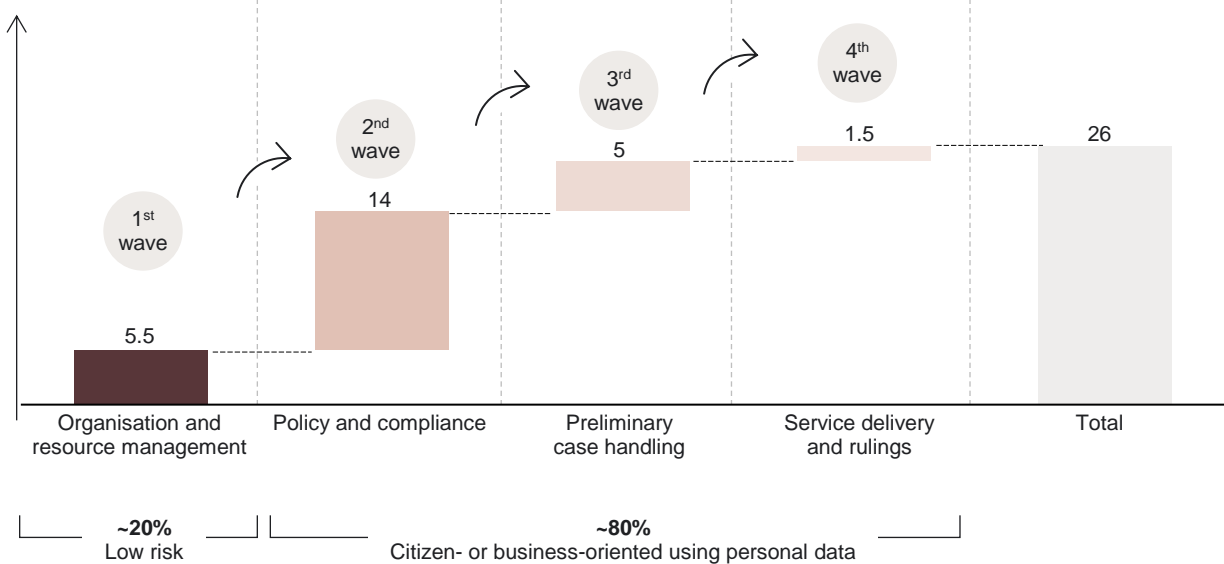 1st
wave
2nd
wave
3rd
wave
4th
wave
5.5
14
5
1.5
26
Organisation and
resource management
Policy and compliance
Preliminary
case handling
Service delivery
and rulings
Total
~20%
Low risk
~80%
Citizen- or business-oriented using personal data